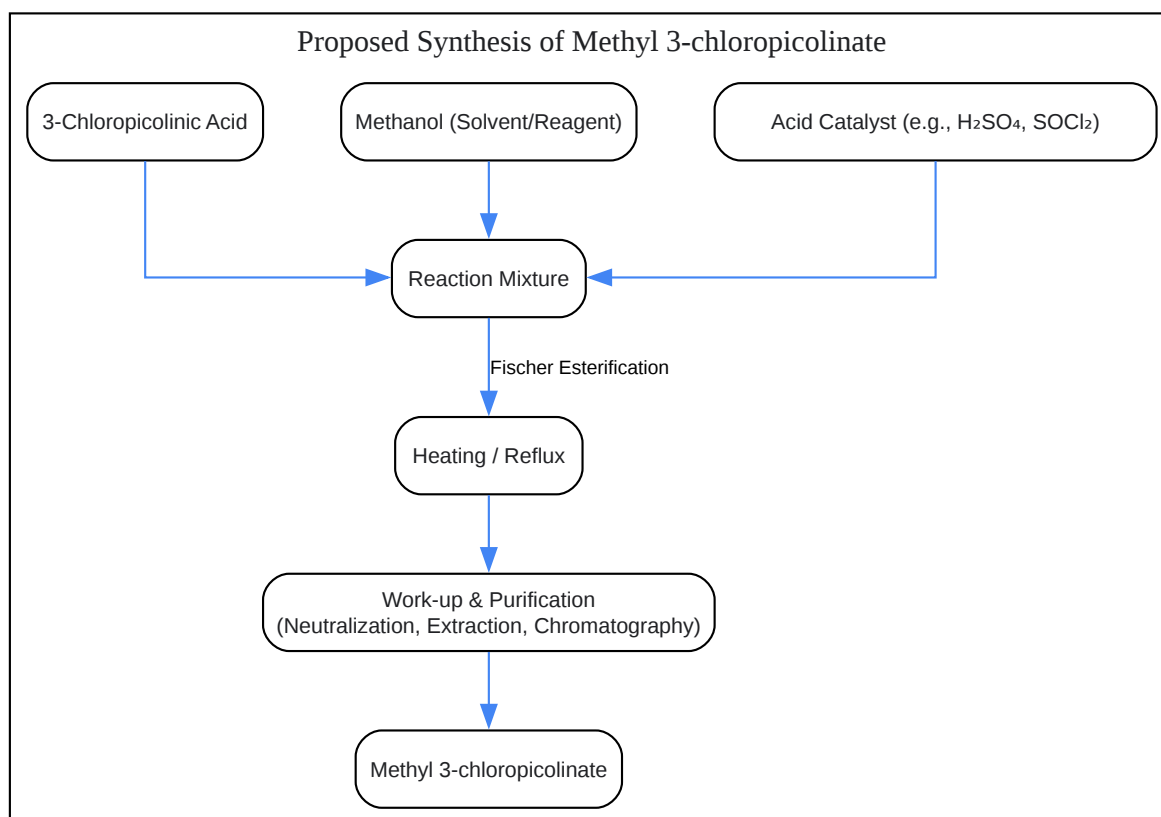 Proposed Synthesis of Methyl 3-chloropicolinate
3-Chloropicolinic Acid
Methanol (Solvent/Reagent)
Acid Catalyst (e.g., H₂SO₄, SOCl₂)
Reaction Mixture
Fischer Esterification
Heating / Reflux
Work-up & Purification
(Neutralization, Extraction, Chromatography)
Methyl 3-chloropicolinate